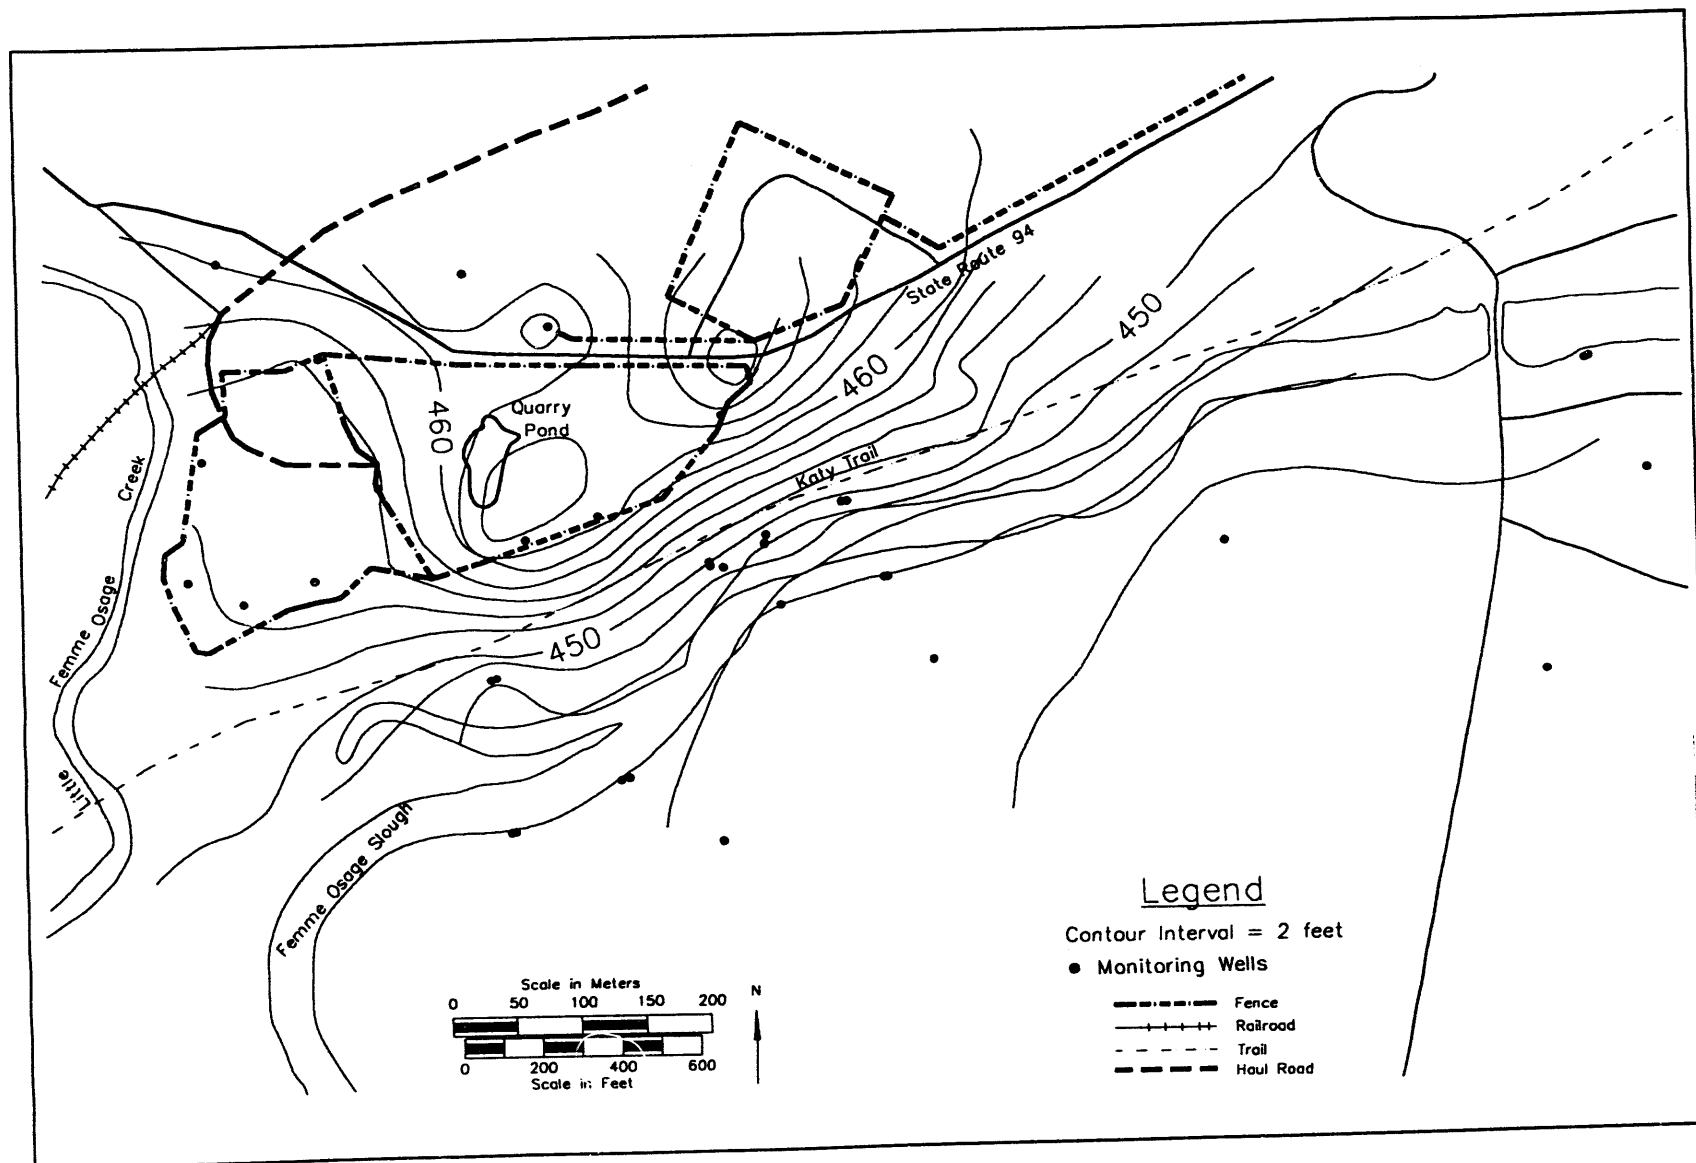 State Route 94
450
460
460
Quarry
Pond
Katy Trail
Creek
Femme Osage
Little
450
Femme Osage Slough
Legend
Contour Interval = 2 feet
Monitoring Wells
Fence
Railroad
Trail
Haul Road
Scale in Meters
0 50 100 150 200
0 200 400 600
Scale in Feet
N